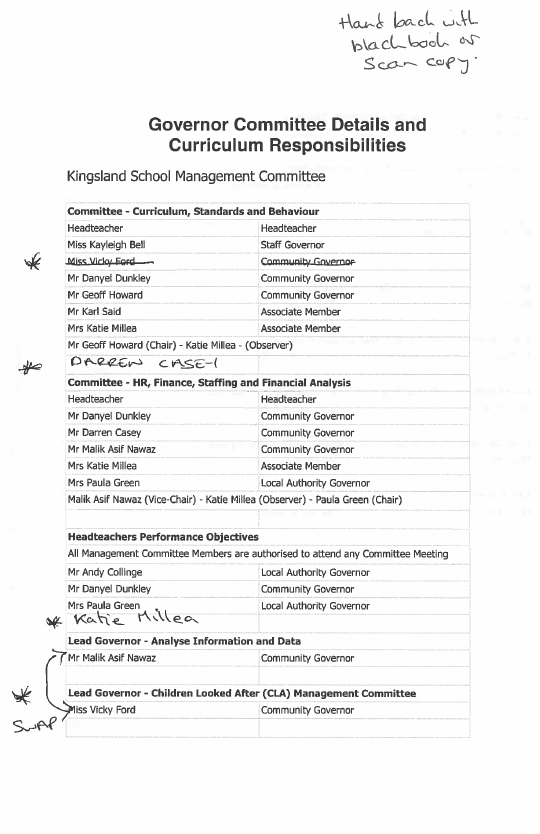 Hand back with
blackbook or
Scan copy.
Governor Committee Details and
Curriculum Responsibilities
Kingsland School Management Committee
Committee - Curriculum, Standards and Behaviour
Headteacher Headteacher
Miss Kayleigh Bell Staff Governor
Miss Vicky Ford Community Governor
Mr Danyel Dunkley Community Governor
Mr Geoff Howard Community Governor
Mr Karl Said Associate Member
Mrs Katie Millea Associate Member
Mr Geoff Howard (Chair) - Katie Millea - (Observer)
DARREN CASEY
Committee - HR, Finance, Staffing and Financial Analysis
Headteacher Headteacher
Mr Danyel Dunkley Community Governor
Mr Darren Casey Community Governor
Mr Malik Asif Nawaz Community Governor
Mrs Katie Millea Associate Member
Mrs Paula Green Local Authority Governor
Malik Asif Nawaz (Vice-Chair) - Katie Millea (Observer) - Paula Green (Chair)
Headteachers Performance Objectives
All Management Committee Members are authorised to attend any Committee Meeting
Mr Andy Collinge Local Authority Governor
Mr Danyel Dunkley Community Governor
Mrs Paula Green Local Authority Governor
Katie Millea
Lead Governor - Analyse Information and Data
Mr Malik Asif Nawaz Community Governor
Lead Governor - Children Looked After (CLA) Management Committee
Miss Vicky Ford Community Governor
SWAP